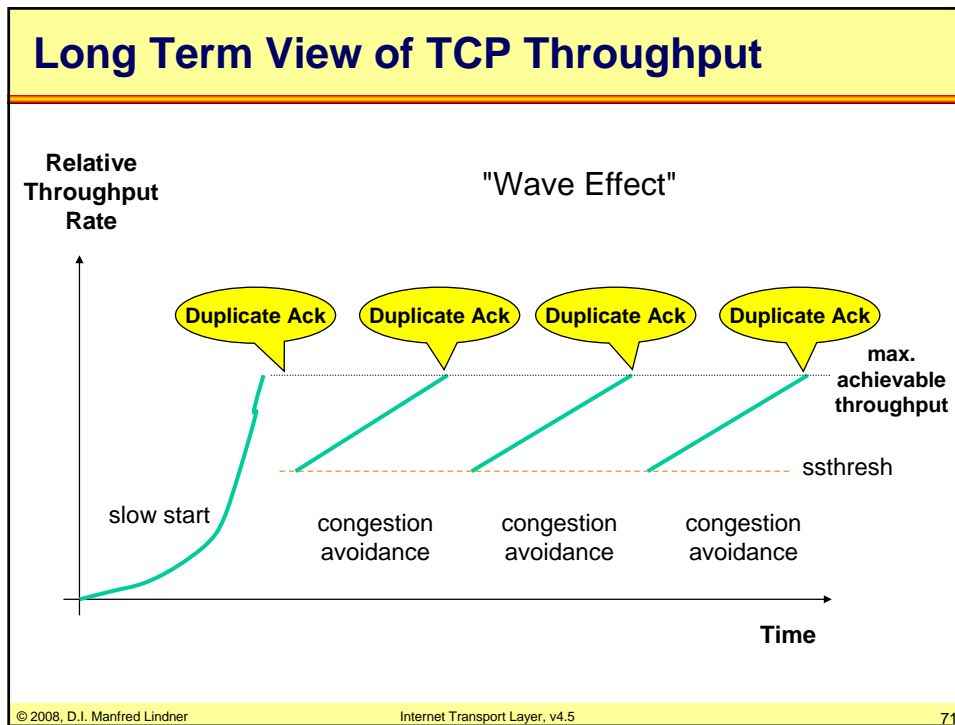 Long Term View of TCP Throughput
Relative
Throughput
Rate
"Wave Effect"
Duplicate Ack
Duplicate Ack
Duplicate Ack
Duplicate Ack
max.
achievable
throughput
ssthresh
slow start
congestion
avoidance
congestion
avoidance
congestion
avoidance
Time
© 2008, D.I. Manfred Lindner
Internet Transport Layer, v4.5
71